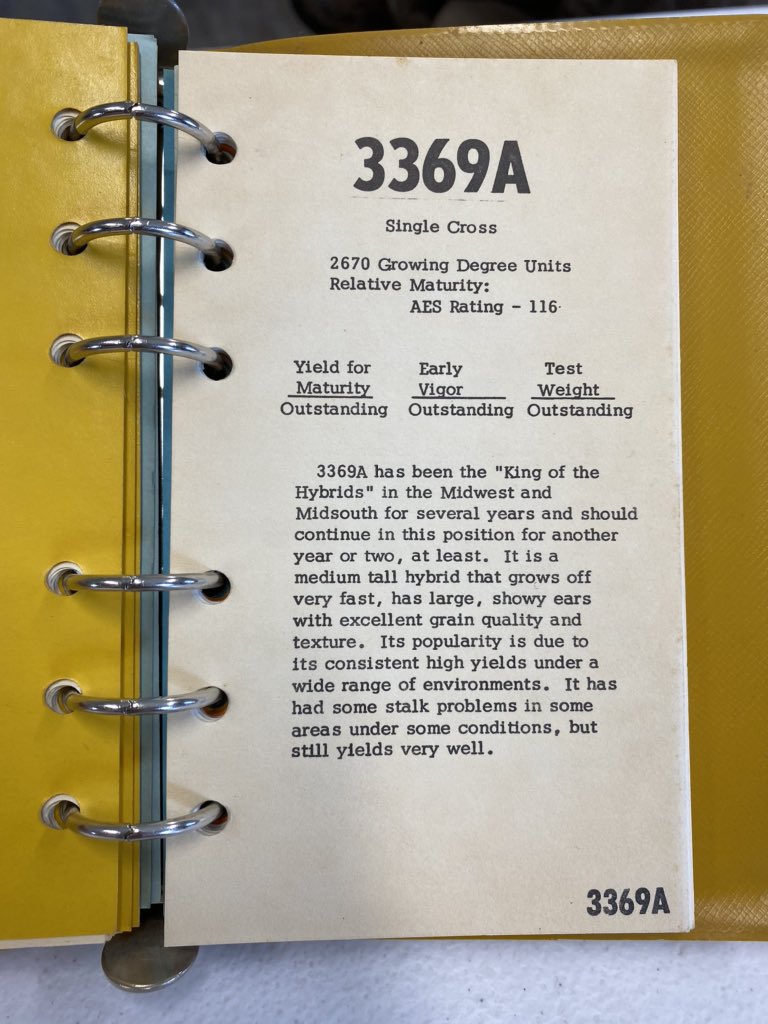 3369A
Single Cross
2670 Growing Degree Units
Relative Maturity:
AES Rating - 116
Yield for Early Test
Maturity Vigor Weight
Outstanding Outstanding Outstanding
3369A has been the "King of the
Hybrids" in the Midwest and
Midsouth for several years and should
continue in this position for another
year or two, at least. It is a
medium tall hybrid that grows off
very fast, has large, showy ears
with excellent grain quality and
texture. Its popularity is due to
its consistent high yields under a
wide range of environments. It has
had some stalk problems in some
areas under some conditions, but
still yields very well.
3369A